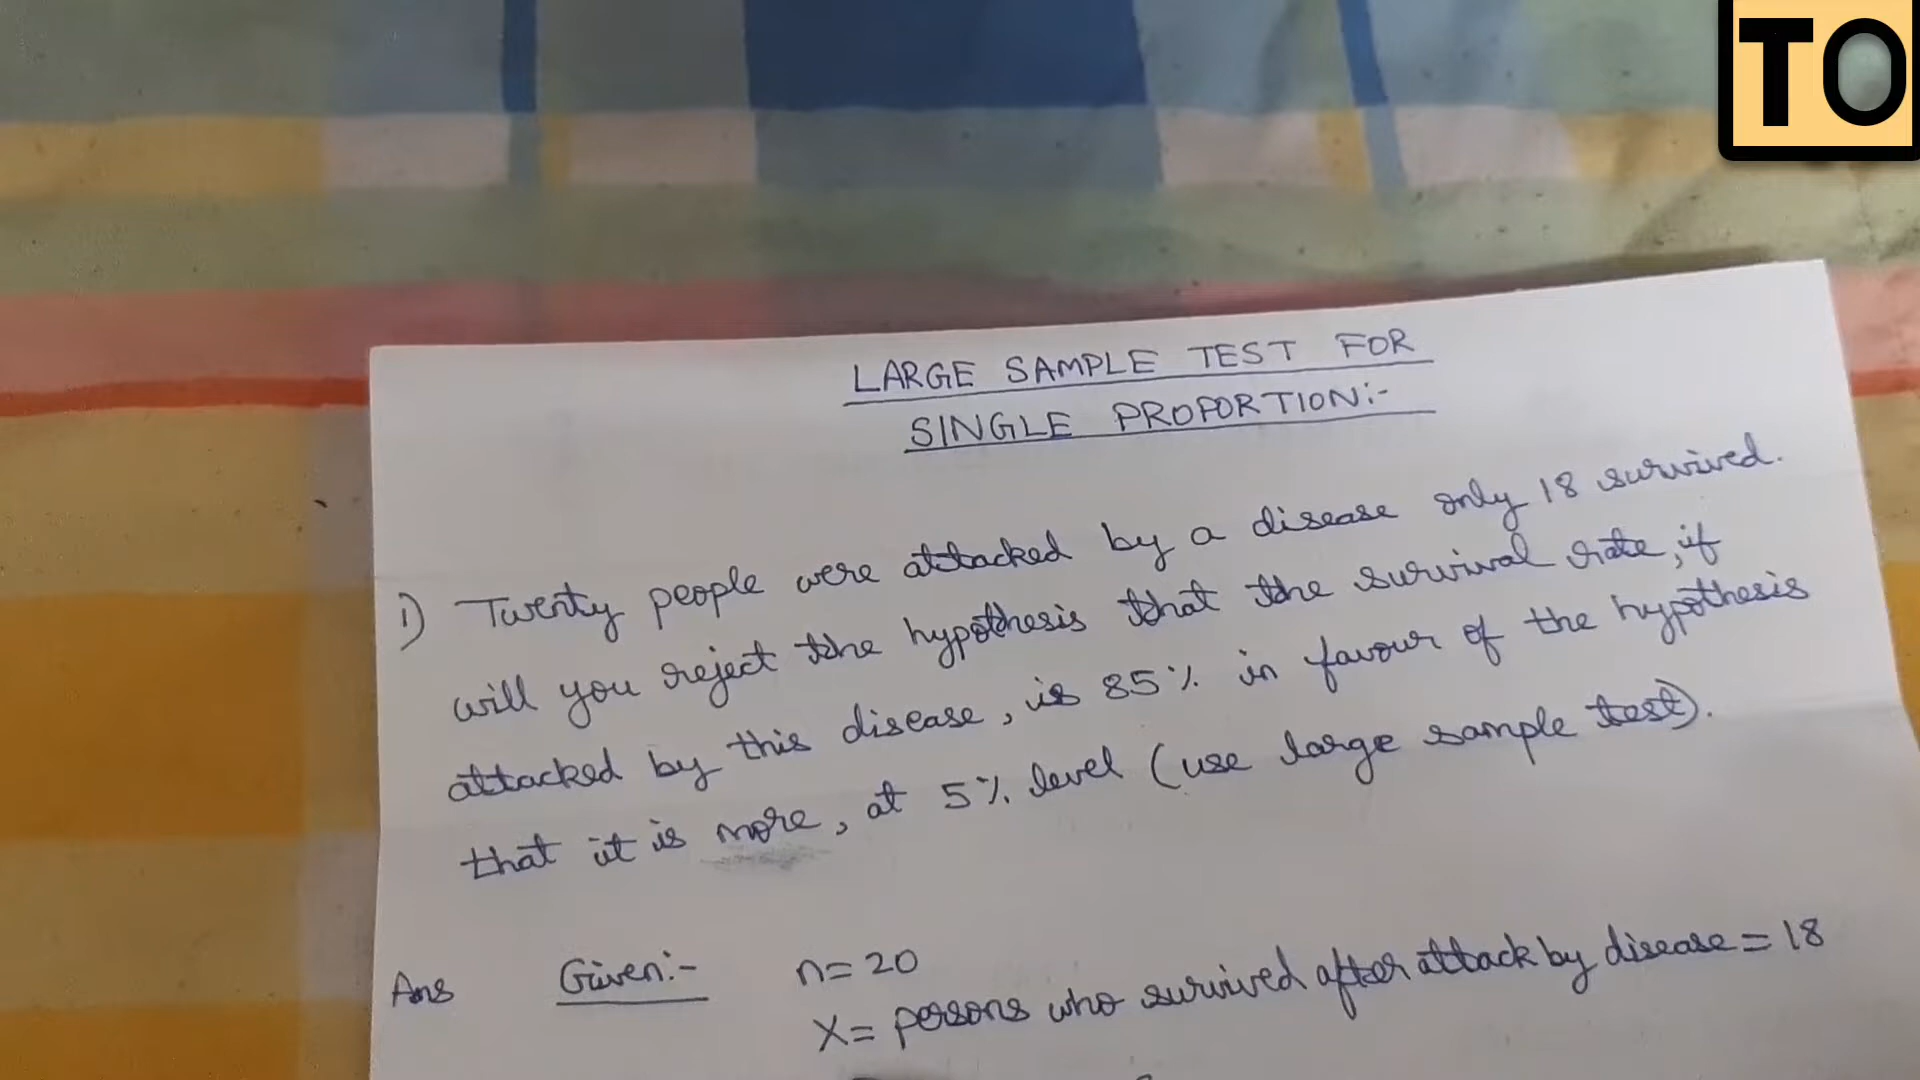 TO
LARGE SAMPLE TEST FOR
SINGLE PROPORTION:-
1) Twenty people were attacked by a disease only 18 survived.
will you reject the hypothesis that the survival rate, if
attacked by this disease, is 85% in favour of the hypothesis
that it is more, at 5% level (use large sample test).
Ans Given:- n=20
X= persons who survived after attack by disease = 18